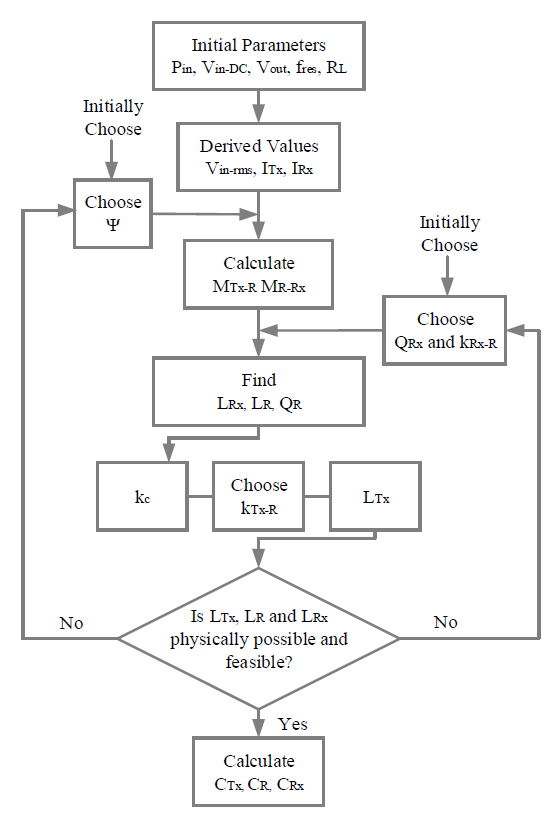 Initial Parameters
Pin, Vin-DC, Vout, fres, RL
Initially
Choose
Derived Values
Vin-rms, ITx, IRx
Choose
Ψ
Initially
Choose
Calculate
MTx-R MR-Rx
Choose
QRx and kRx-R
Find
LRx, LR, QR
kc
Choose
kTx-R
LTx
No
Is LTx, LR and LRx
physically possible and
feasible?
No
Yes
Calculate
CTx, CR, CRx